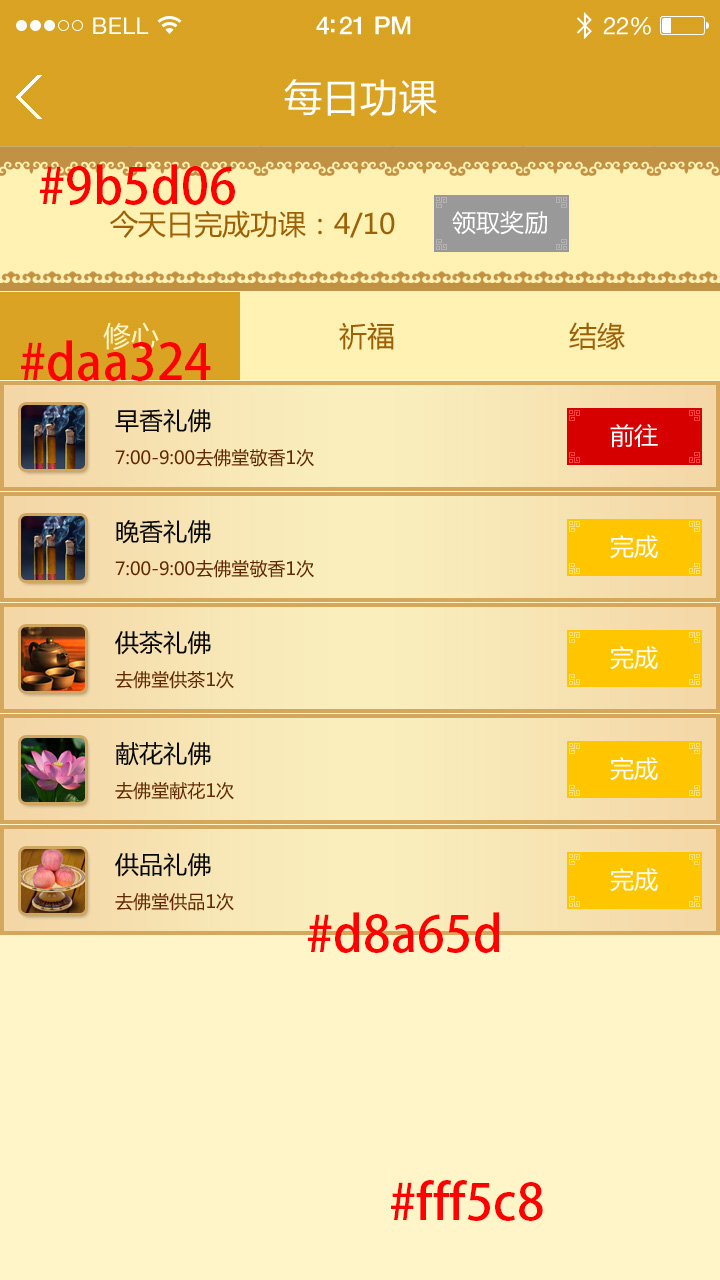 BELL 4:21 PM 22%
每日功课
#9b5d06
今天日完成功课：4/10 领取奖励
修心 祈福 结缘
#daa324
早香礼佛
7:00-9:00去佛堂敬香1次
前往
晚香礼佛
7:00-9:00去佛堂敬香1次
完成
供茶礼佛
去佛堂供茶1次
完成
献花礼佛
去佛堂献花1次
完成
供品礼佛
去佛堂供品1次
完成
#d8a65d
#fff5c8